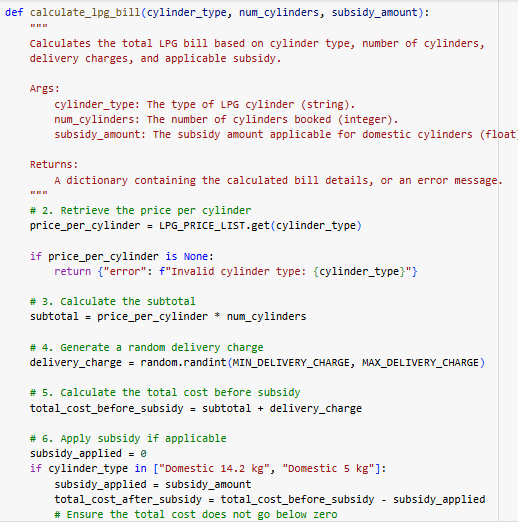 def calculate_lpg_bill(cylinder_type, num_cylinders, subsidy_amount):
    """
    Calculates the total LPG bill based on cylinder type, number of cylinders,
    delivery charges, and applicable subsidy.

    Args:
        cylinder_type: The type of LPG cylinder (string).
        num_cylinders: The number of cylinders booked (integer).
        subsidy_amount: The subsidy amount applicable for domestic cylinders (float)

    Returns:
        A dictionary containing the calculated bill details, or an error message.
    """
    # 2. Retrieve the price per cylinder
    price_per_cylinder = LPG_PRICE_LIST.get(cylinder_type)

    if price_per_cylinder is None:
        return {"error": f"Invalid cylinder type: {cylinder_type}"}

    # 3. Calculate the subtotal
    subtotal = price_per_cylinder * num_cylinders

    # 4. Generate a random delivery charge
    delivery_charge = random.randint(MIN_DELIVERY_CHARGE, MAX_DELIVERY_CHARGE)

    # 5. Calculate the total cost before subsidy
    total_cost_before_subsidy = subtotal + delivery_charge

    # 6. Apply subsidy if applicable
    subsidy_applied = 0
    if cylinder_type in ["Domestic 14.2 kg", "Domestic 5 kg"]:
        subsidy_applied = subsidy_amount
        total_cost_after_subsidy = total_cost_before_subsidy - subsidy_applied
        # Ensure the total cost does not go below zero